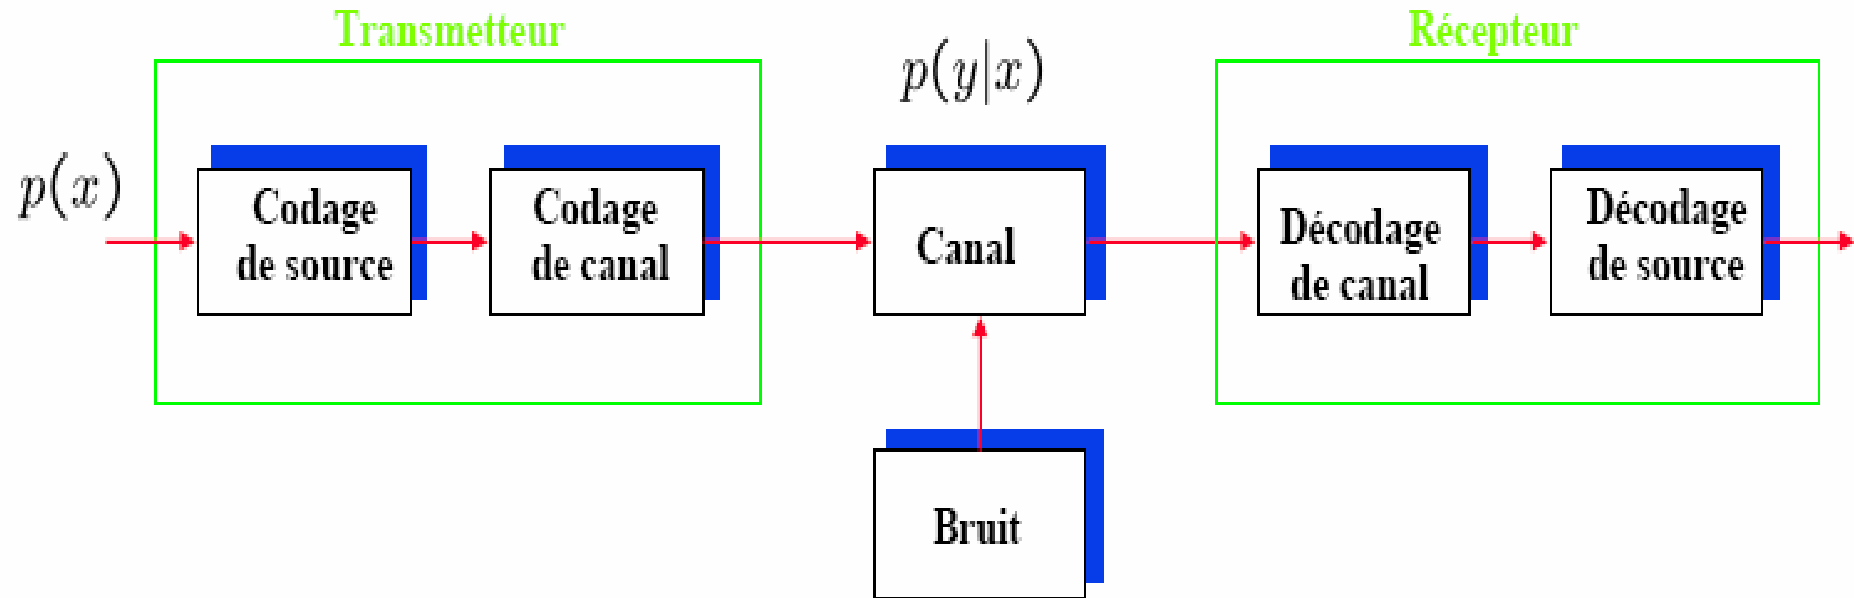 Transmetteur
Récepteur
p(y|x)
p(x)
Codage
de source
Codage
de canal
Canal
Décodage
de canal
Décodage
de source
Bruit